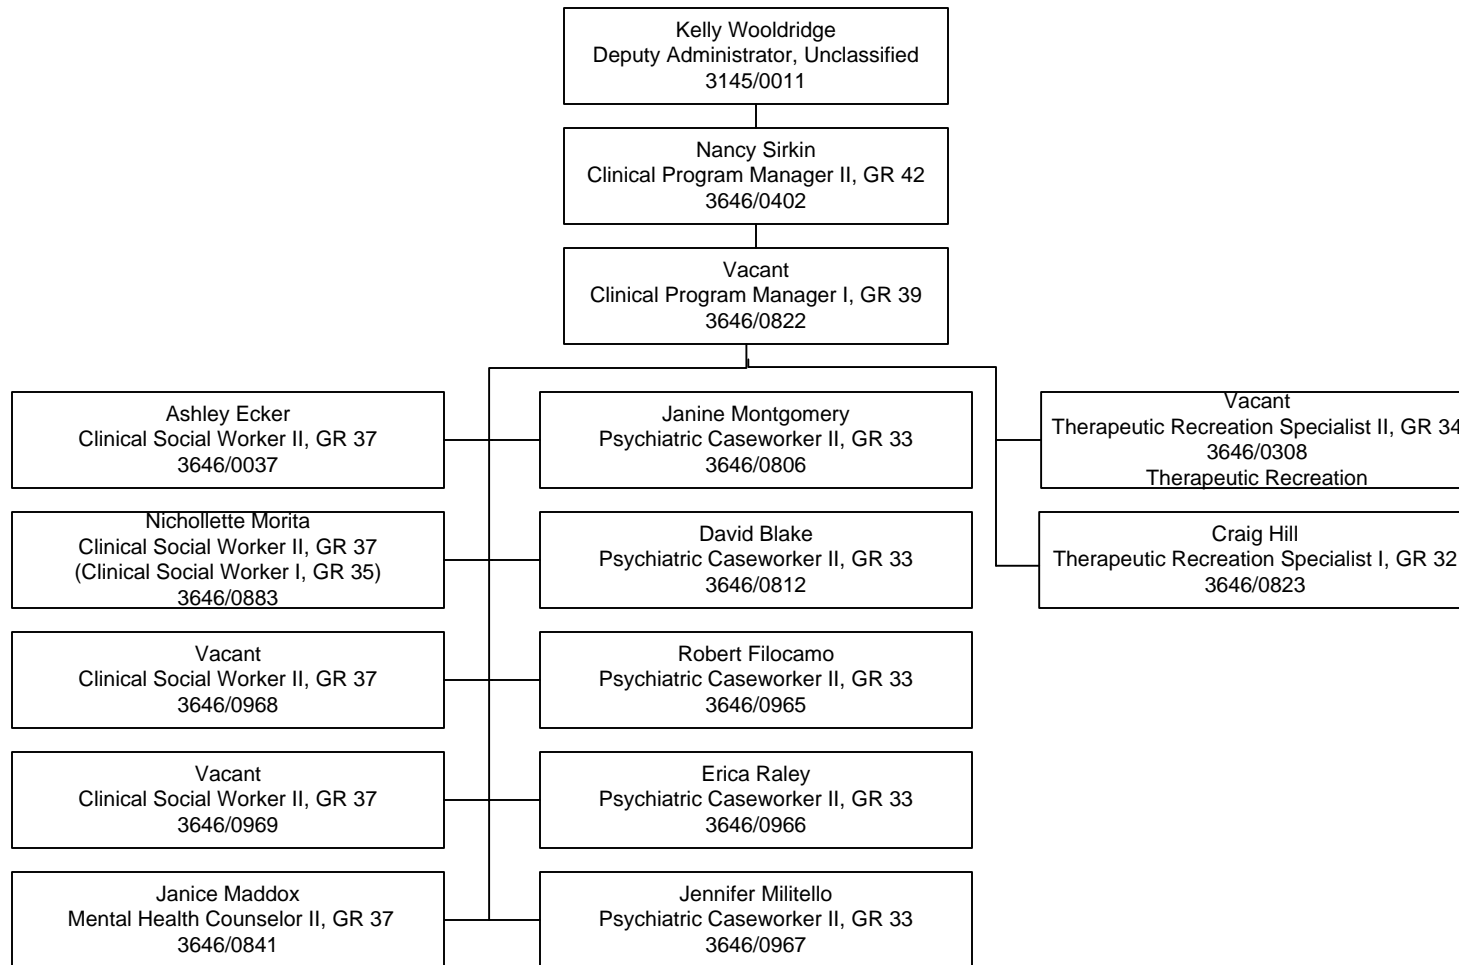 Kelly Wooldridge
Deputy Administrator, Unclassified
3145/0011
Nancy Sirkin
Clinical Program Manager II, GR 42
3646/0402
Vacant
Clinical Program Manager I, GR 39
3646/0822
Ashley Ecker
Clinical Social Worker II, GR 37
3646/0037
Janine Montgomery
Psychiatric Caseworker II, GR 33
3646/0806
Vacant
Therapeutic Recreation Specialist II, GR 34
3646/0308
Therapeutic Recreation
Nichollette Morita
Clinical Social Worker II, GR 37
(Clinical Social Worker I, GR 35)
3646/0883
David Blake
Psychiatric Caseworker II, GR 33
3646/0812
Craig Hill
Therapeutic Recreation Specialist I, GR 32
3646/0823
Vacant
Clinical Social Worker II, GR 37
3646/0968
Robert Filocamo
Psychiatric Caseworker II, GR 33
3646/0965
Vacant
Clinical Social Worker II, GR 37
3646/0969
Erica Raley
Psychiatric Caseworker II, GR 33
3646/0966
Janice Maddox
Mental Health Counselor II, GR 37
3646/0841
Jennifer Militello
Psychiatric Caseworker II, GR 33
3646/0967